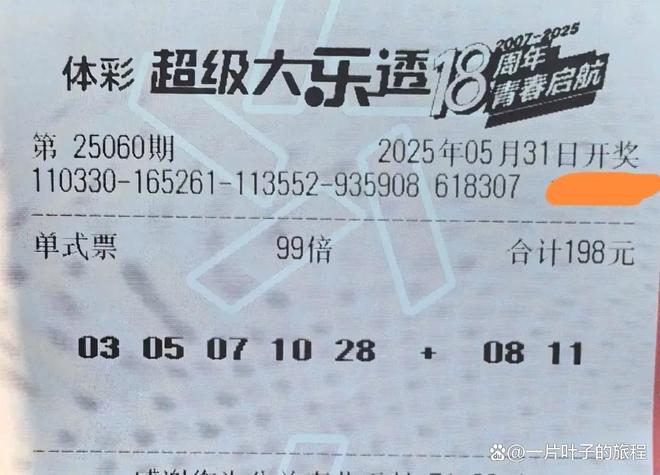 体彩 超级大乐透 18 2007-2025 周年 青春启航
第 25060期 2025年05月31日开奖
110330-165261-113552-935908 618307
单式票 99倍 合计198元
03 05 07 10 28 + 08 11
一片叶子的旅程